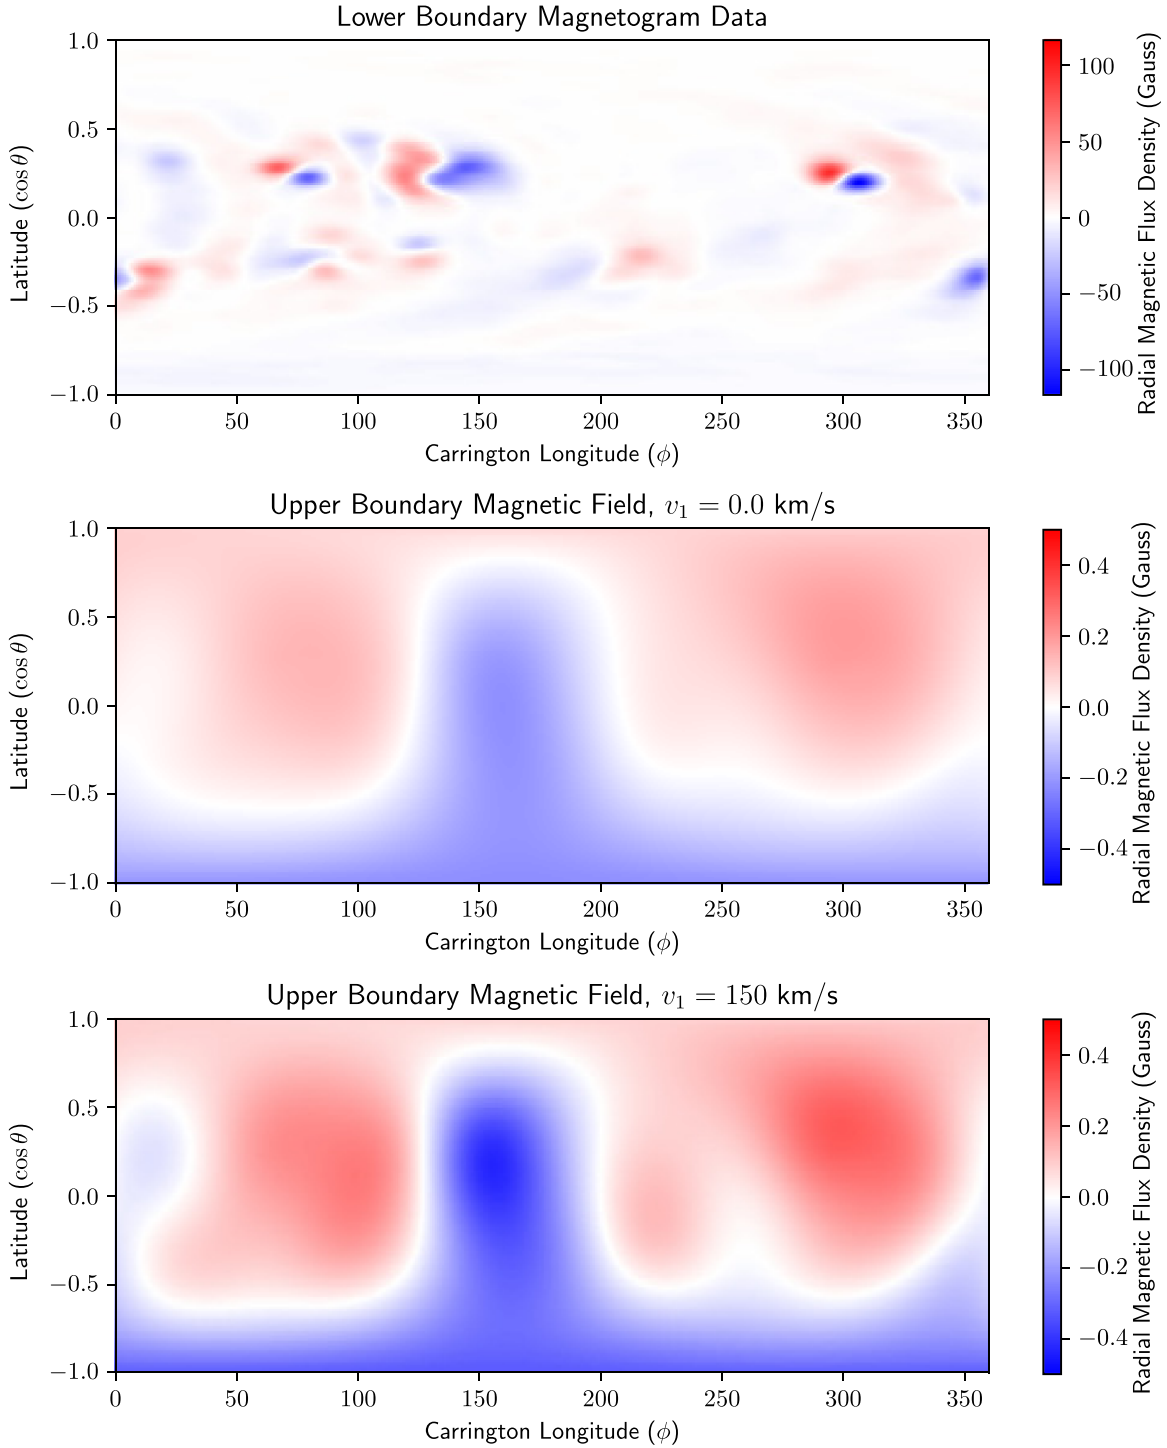 Lower Boundary Magnetogram Data
1.0
0.5
0.0
−0.5
−1.0
Latitude (cos θ)
0 50 100 150 200 250 300 350
Carrington Longitude (ϕ)
100
50
0
−50
−100
Radial Magnetic Flux Density (Gauss)
Upper Boundary Magnetic Field, v₁ = 0.0 km/s
1.0
0.5
0.0
−0.5
−1.0
Latitude (cos θ)
0 50 100 150 200 250 300 350
Carrington Longitude (ϕ)
0.4
0.2
0.0
−0.2
−0.4
Radial Magnetic Flux Density (Gauss)
Upper Boundary Magnetic Field, v₁ = 150 km/s
1.0
0.5
0.0
−0.5
−1.0
Latitude (cos θ)
0 50 100 150 200 250 300 350
Carrington Longitude (ϕ)
0.4
0.2
0.0
−0.2
−0.4
Radial Magnetic Flux Density (Gauss)